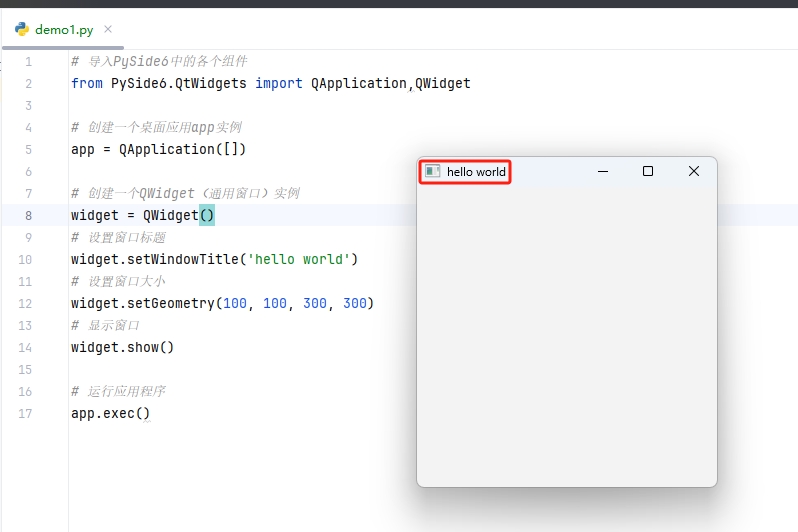 demo1.py
1 # 导入PySide6中的各个组件
2 from PySide6.QtWidgets import QApplication,QWidget
3
4 # 创建一个桌面应用app实例
5 app = QApplication([])
6
7 # 创建一个QWidget（通用窗口）实例
8 widget = QWidget()
9 # 设置窗口标题
10 widget.setWindowTitle('hello world')
11 # 设置窗口大小
12 widget.setGeometry(100, 100, 300, 300)
13 # 显示窗口
14 widget.show()
15
16 # 运行应用程序
17 app.exec()
hello world